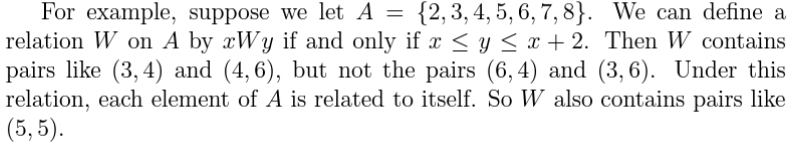 For example, suppose we let A = {2, 3, 4, 5, 6, 7, 8}. We can define a
relation W on A by xWy if and only if x ≤ y ≤ x + 2. Then W contains
pairs like (3, 4) and (4, 6), but not the pairs (6, 4) and (3, 6). Under this
relation, each element of A is related to itself. So W also contains pairs like
(5, 5).